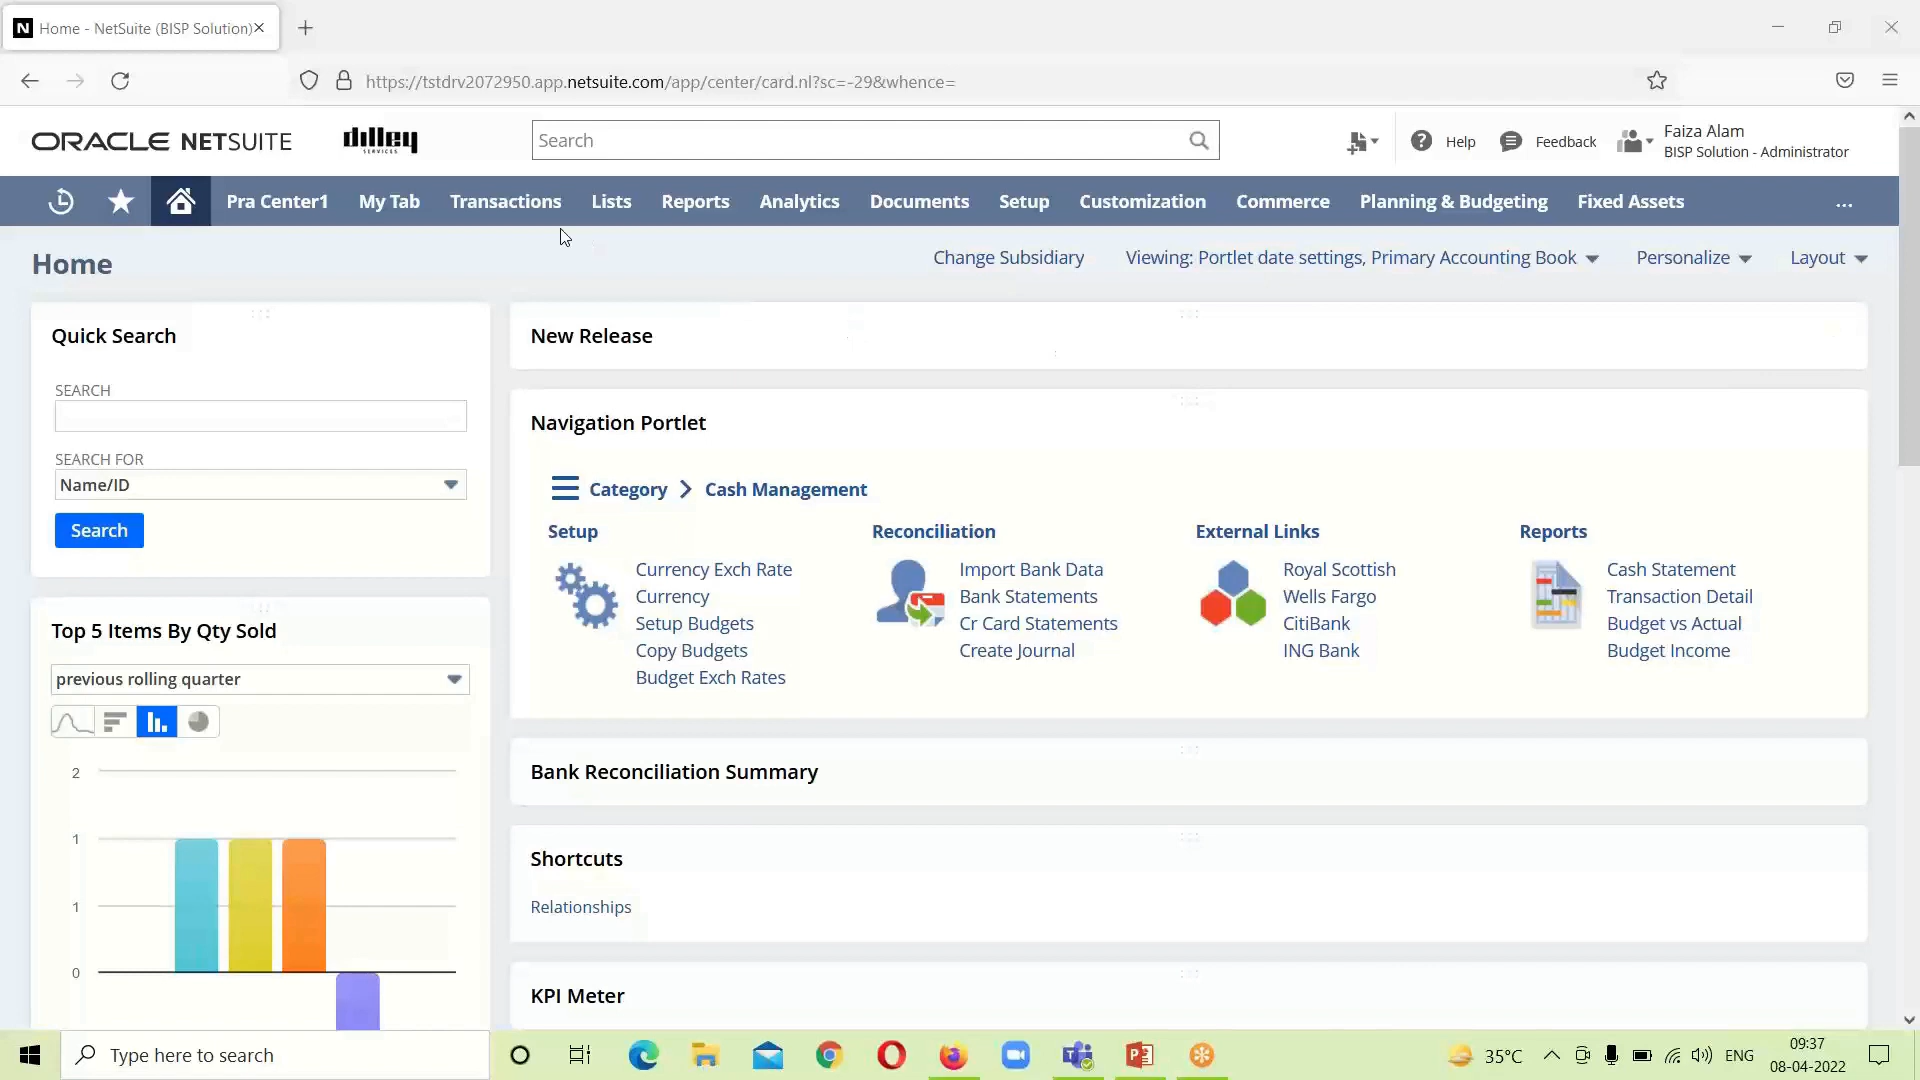 Home - NetSuite (BISP Solution)
https://tstdrv2072950.app.netsuite.com/app/center/card.nl?sc=-29&whence=
ORACLE NETSUITE
dilley
SERVICES
Search
Help
Feedback
Faiza Alam
BISP Solution - Administrator
Pra Center1
My Tab
Transactions
Lists
Reports
Analytics
Documents
Setup
Customization
Commerce
Planning & Budgeting
Fixed Assets
...
Home
Change Subsidiary
Viewing: Portlet date settings, Primary Accounting Book
Personalize
Layout
Quick Search
SEARCH
SEARCH FOR
Name/ID
Search
Top 5 Items By Qty Sold
previous rolling quarter
2
1
1
0
New Release
Navigation Portlet
Category
Cash Management
Setup
Currency Exch Rate
Currency
Setup Budgets
Copy Budgets
Budget Exch Rates
Reconciliation
Import Bank Data
Bank Statements
Cr Card Statements
Create Journal
External Links
Royal Scottish
Wells Fargo
CitiBank
ING Bank
Reports
Cash Statement
Transaction Detail
Budget vs Actual
Budget Income
Bank Reconciliation Summary
Shortcuts
Relationships
KPI Meter
Type here to search
35°C
ENG
09:37
08-04-2022